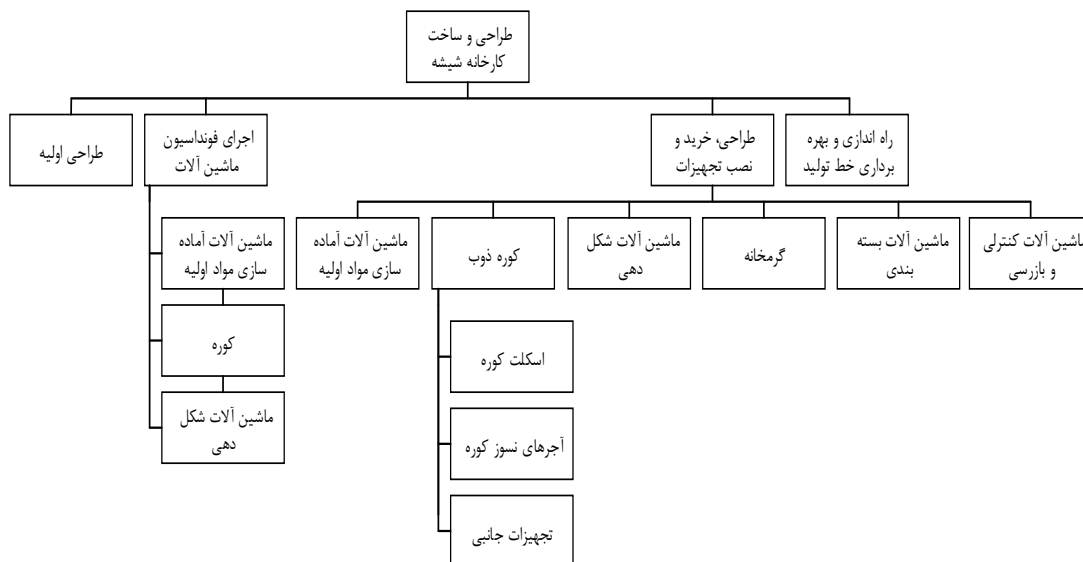 طراحی و ساخت
کارخانه شیشه
راه اندازی و بهره
برداری خط تولید
طراحی، خرید و
نصب تجهیزات
اجرای فونداسیون
ماشین آلات
طراحی اولیه
ماشین آلات کنترلی
و بازرسی
ماشین آلات بسته
بندی
گرمخانه
ماشین آلات شکل
دهی
کوره ذوب
ماشین آلات آماده
سازی مواد اولیه
ماشین آلات آماده
سازی مواد اولیه
اسکلت کوره
کوره
آجرهای نسوز کوره
ماشین آلات شکل
دهی
تجهیزات جانبی